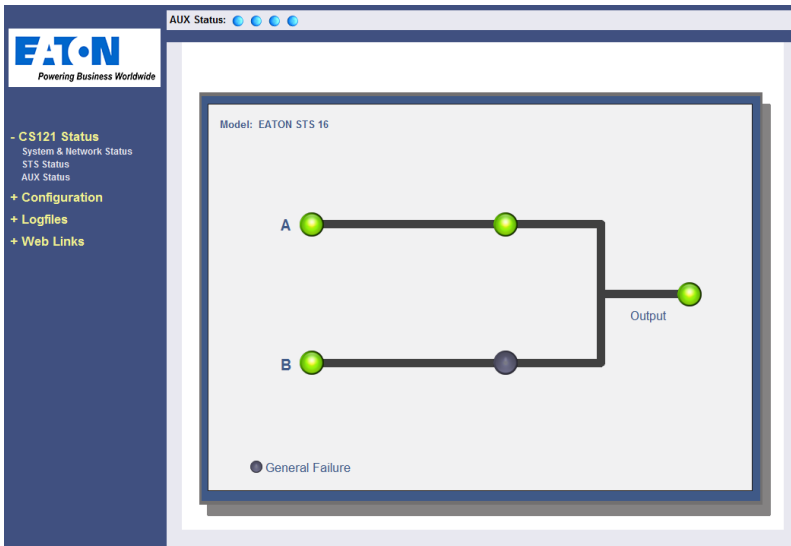 AUX Status:
EATON
Powering Business Worldwide
- CS121 Status
System & Network Status
STS Status
AUX Status
+ Configuration
+ Logfiles
+ Web Links
Model: EATON STS 16
A
Output
B
General Failure